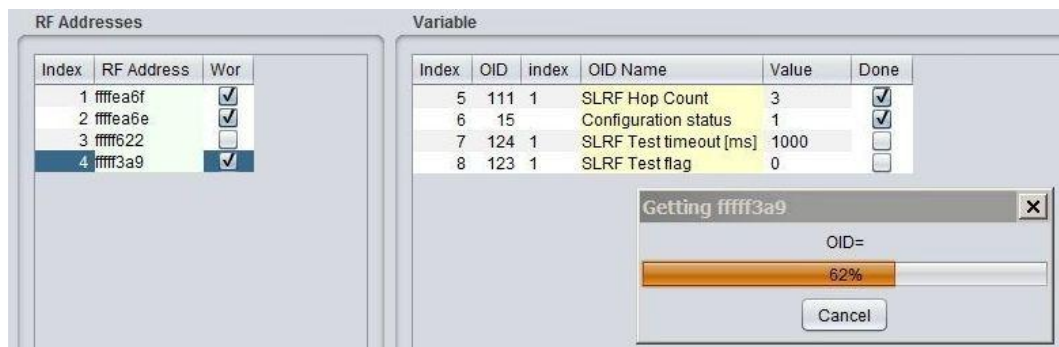 RF Addresses
Index RF Address Wor
1 ffffea6f
2 ffffea6e
3 fffff622
4 fffff3a9
Variable
Index OID index OID Name Value Done
5 111 1 SLRF Hop Count 3
6 15 Configuration status 1
7 124 1 SLRF Test timeout [ms] 1000
8 123 1 SLRF Test flag 0
Getting fffff3a9
OID=
62%
Cancel